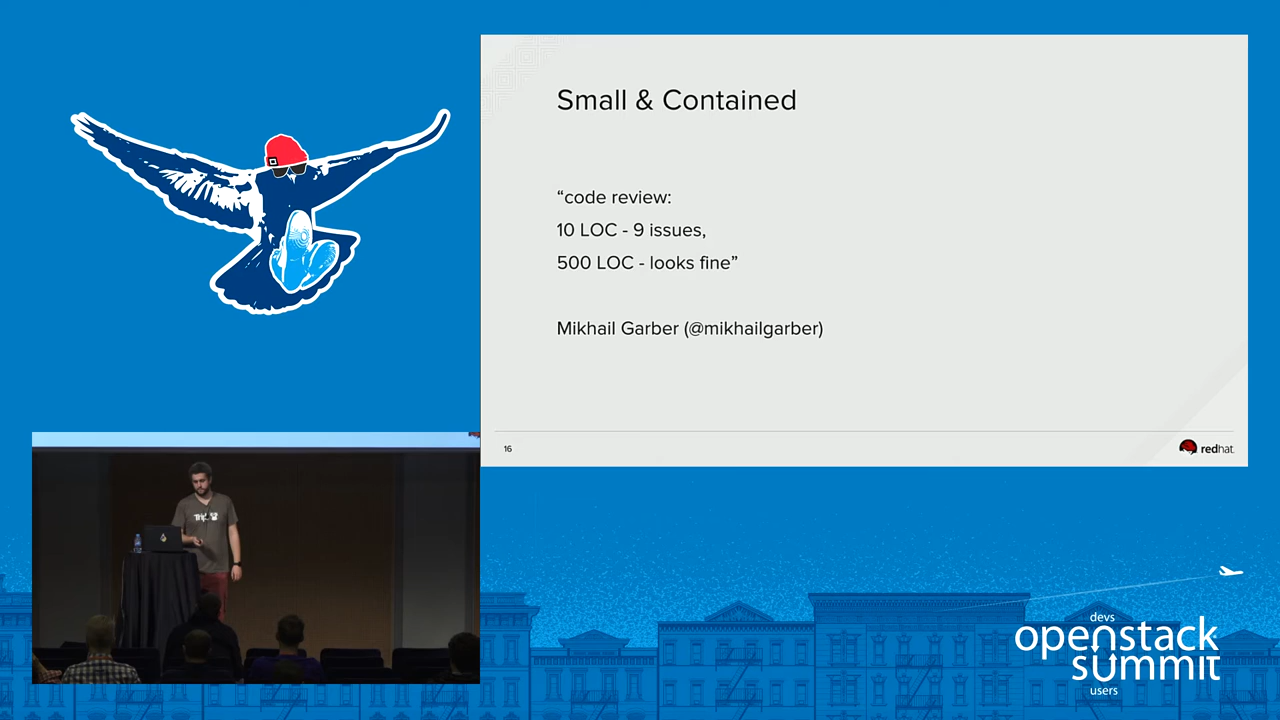 Small & Contained
“code review:
10 LOC - 9 issues,
500 LOC - looks fine”
Mikhail Garber (@mikhailgarber)
16
redhat.
devs
openstack
summit
users